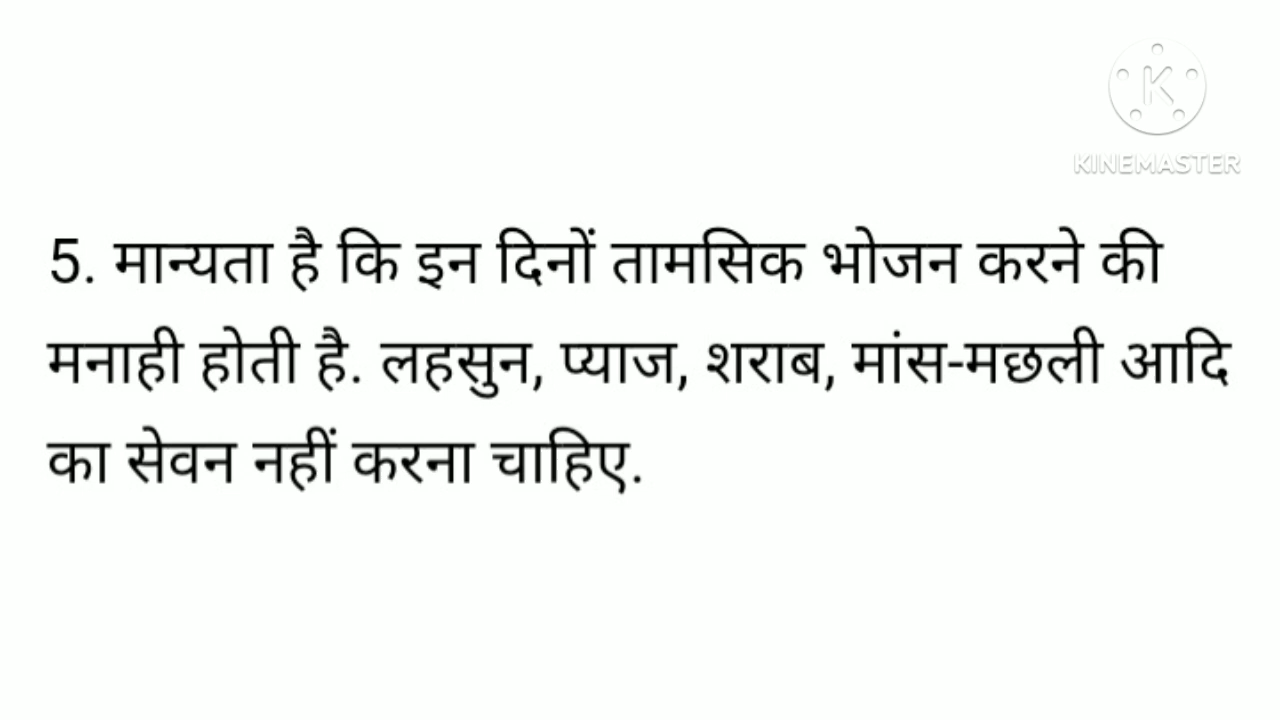 KINEMASTER
5. मान्यता है कि इन दिनों तामसिक भोजन करने की
मनाही होती है. लहसुन, प्याज, शराब, मांस-मछली आदि
का सेवन नहीं करना चाहिए.